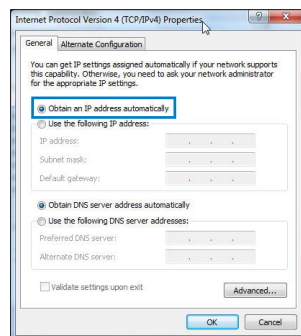 Internet Protocol Version 4 (TCP/IPv4) Properties
General
Alternate Configuration
You can get IP settings assigned automatically if your network supports
this capability. Otherwise, you need to ask your network administrator
for the appropriate IP settings.
Obtain an IP address automatically
Use the following IP address:
IP address:
Subnet mask:
Default gateway:
Obtain DNS server address automatically
Use the following DNS server addresses:
Preferred DNS server:
Alternate DNS server:
Validate settings upon exit
Advanced...
OK
Cancel